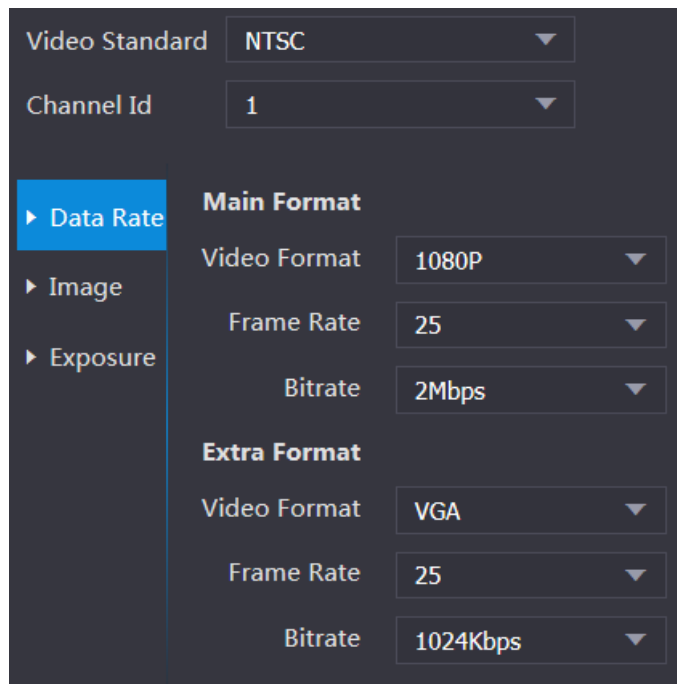 Video Standard NTSC
Channel Id 1
Data Rate
Image
Exposure
Main Format
Video Format 1080P
Frame Rate 25
Bitrate 2Mbps
Extra Format
Video Format VGA
Frame Rate 25
Bitrate 1024Kbps